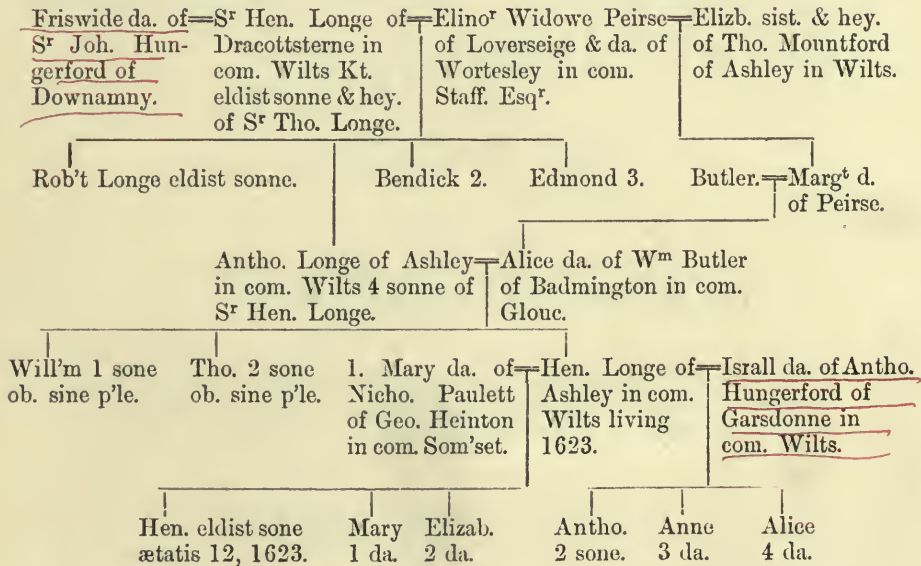 Friswide da. of
Sʳ Joh. Hun-
gerford of
Downamny.
Sʳ Hen. Longe of
Dracottsterne in
com. Wilts Kt.
eldist sonne & hey.
of Sʳ Tho. Longe.
Elinoʳ Widowe Peirse
of Loverseige & da. of
Wortesley in com.
Staff. Esqʳ.
Elizb. sist. & hey.
of Tho. Mountford
of Ashley in Wilts.
Rob't Longe eldist sonne.
Bendick 2.
Edmond 3.
Butler.
Margᵗ d.
of Peirse.
Antho. Longe of Ashley
in com. Wilts 4 sonne of
Sʳ Hen. Longe.
Alice da. of Wᵐ Butler
of Badmington in com.
Glouc.
Will'm 1 sone
ob. sine p'le.
Tho. 2 sone
ob. sine p'le.
1. Mary da. of
Nicho. Paulett
of Geo. Heinton
in com. Som'set.
Hen. Longe of
Ashley in com.
Wilts living
1623.
Israll da. of Antho.
Hungerford of
Garsdonne in
com. Wilts.
Hen. eldist sone
ætatis 12, 1623.
Mary
1 da.
Elizab.
2 da.
Antho.
2 sone.
Anne
3 da.
Alice
4 da.